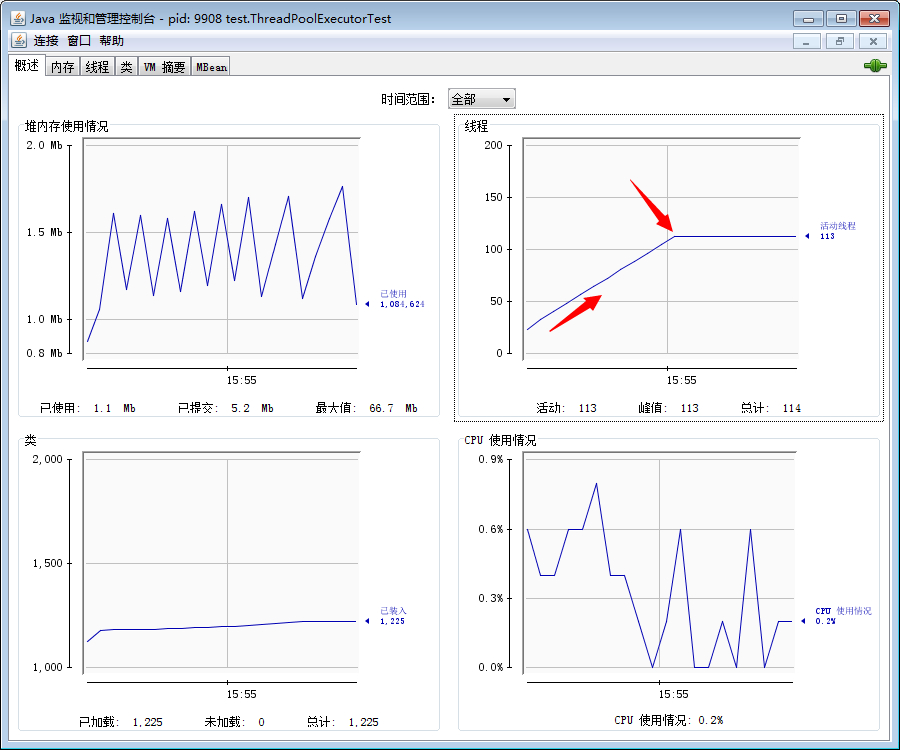 Java 监视和管理控制台 - pid: 9908 test.ThreadPoolExecutorTest
连接 窗口 帮助
概述 内存 线程 类 VM 摘要 MBean
时间范围: 全部
堆内存使用情况
2.0 Mb
1.5 Mb
1.0 Mb
0.8 Mb
已使用
1,084,624
15:55
已使用: 1.1 Mb 已提交: 5.2 Mb 最大值: 66.7 Mb
线程
200
150
100
50
0
活动线程
113
15:55
活动: 113 峰值: 113 总计: 114
类
2,000
1,500
1,000
已装入
1,225
15:55
已加载: 1,225 未加载: 0 总计: 1,225
CPU 使用情况
0.9%
0.6%
0.3%
0.0%
CPU 使用情况
0.2%
15:55
CPU 使用情况: 0.2%